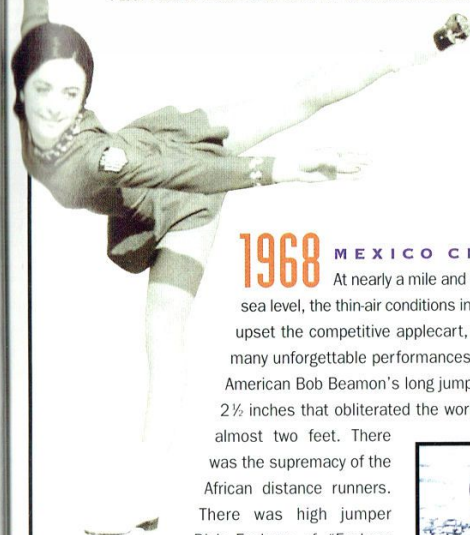 1968 MEXICO
At nearly a mile and
sea level, the thin-air conditions in
upset the competitive applecart,
many unforgettable performances
American Bob Beamon's long jump
2½ inches that obliterated the
almost two feet. There
was the supremacy of the
African distance runners.
There was high jumper